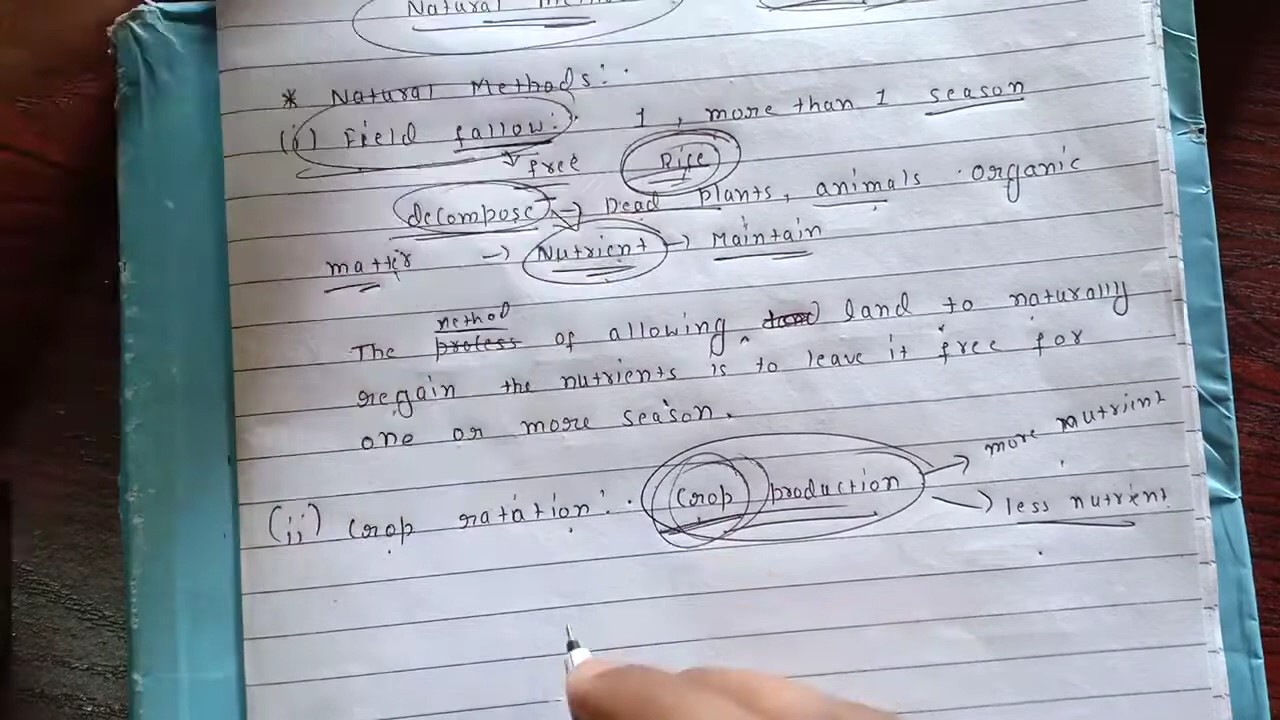 Natural
* Natural Methods:
(i) Field fallow: 1, more than 1 season
free Rice
decompose → Dead plants, animals . organic
matter → Nutrient → Maintain
method
The process of allowing land to naturally
regain the nutrients is to leave it free for
one or more season.
more nutrient
(ii) Crop ratation: Crop production
less nutrient